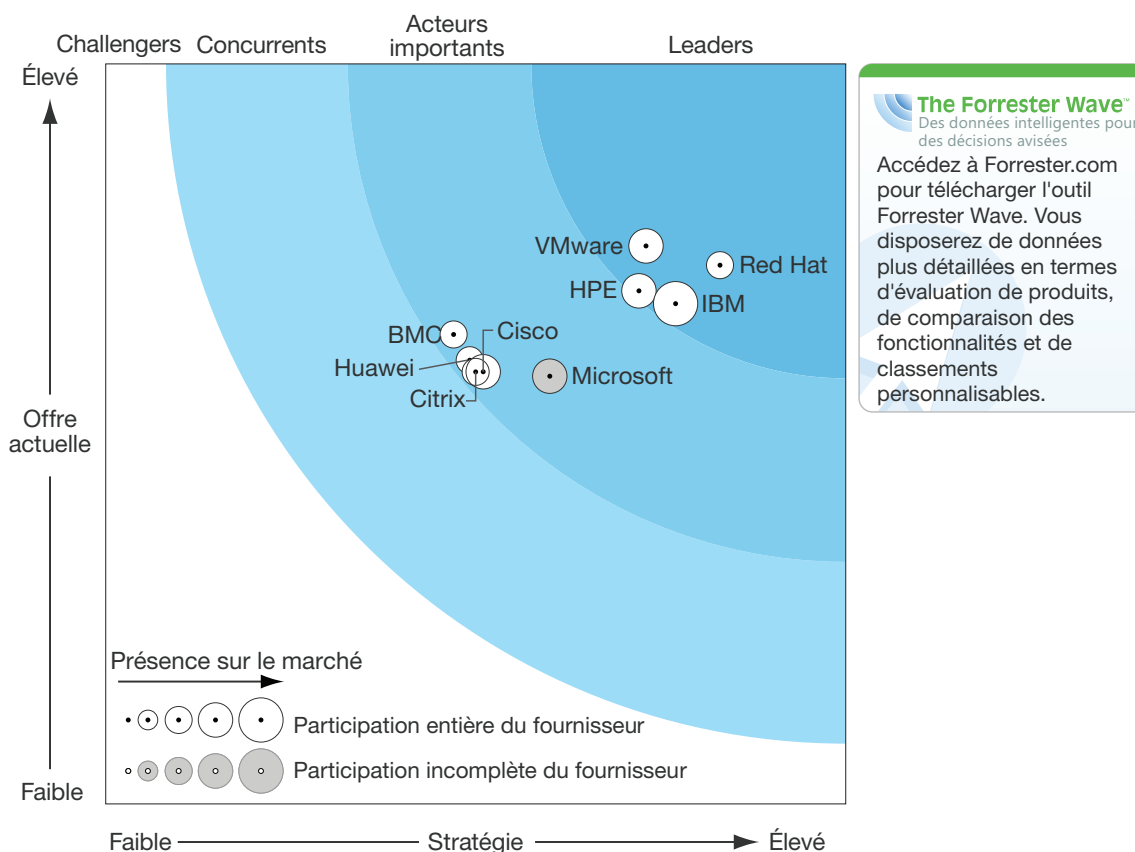 Challengers
Concurrents
Acteurs
importants
Leaders
Élevé
Offre
actuelle
Faible
VMware
Red Hat
HPE
IBM
BMC
Cisco
Huawei
Citrix
Microsoft
Présence sur le marché
Participation entière du fournisseur
Participation incomplète du fournisseur
Faible
Stratégie
Élevé
The Forrester Wave™
Des données intelligentes pour
des décisions avisées
Accédez à Forrester.com
pour télécharger l'outil
Forrester Wave. Vous
disposerez de données
plus détaillées en termes
d'évaluation de produits,
de comparaison des
fonctionnalités et de
classements
personnalisables.